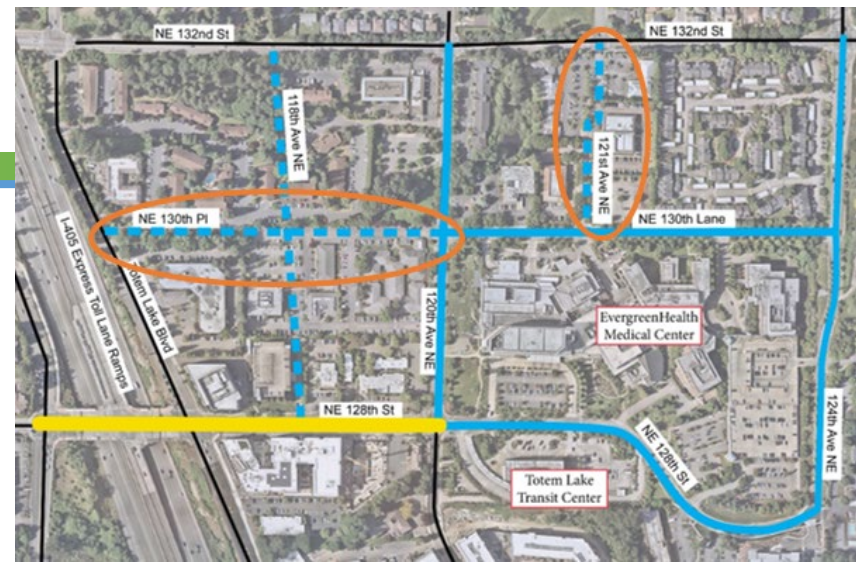 NE 132nd St
NE 132nd St
118th Ave NE
121st Ave NE
NE 130th Pl
NE 130th Lane
I-405 Express Toll Lane Ramps
Totem Lake Blvd
120th Ave NE
EvergreenHealth
Medical Center
NE 128th St
124th Ave NE
NE 128th St
Totem Lake
Transit Center